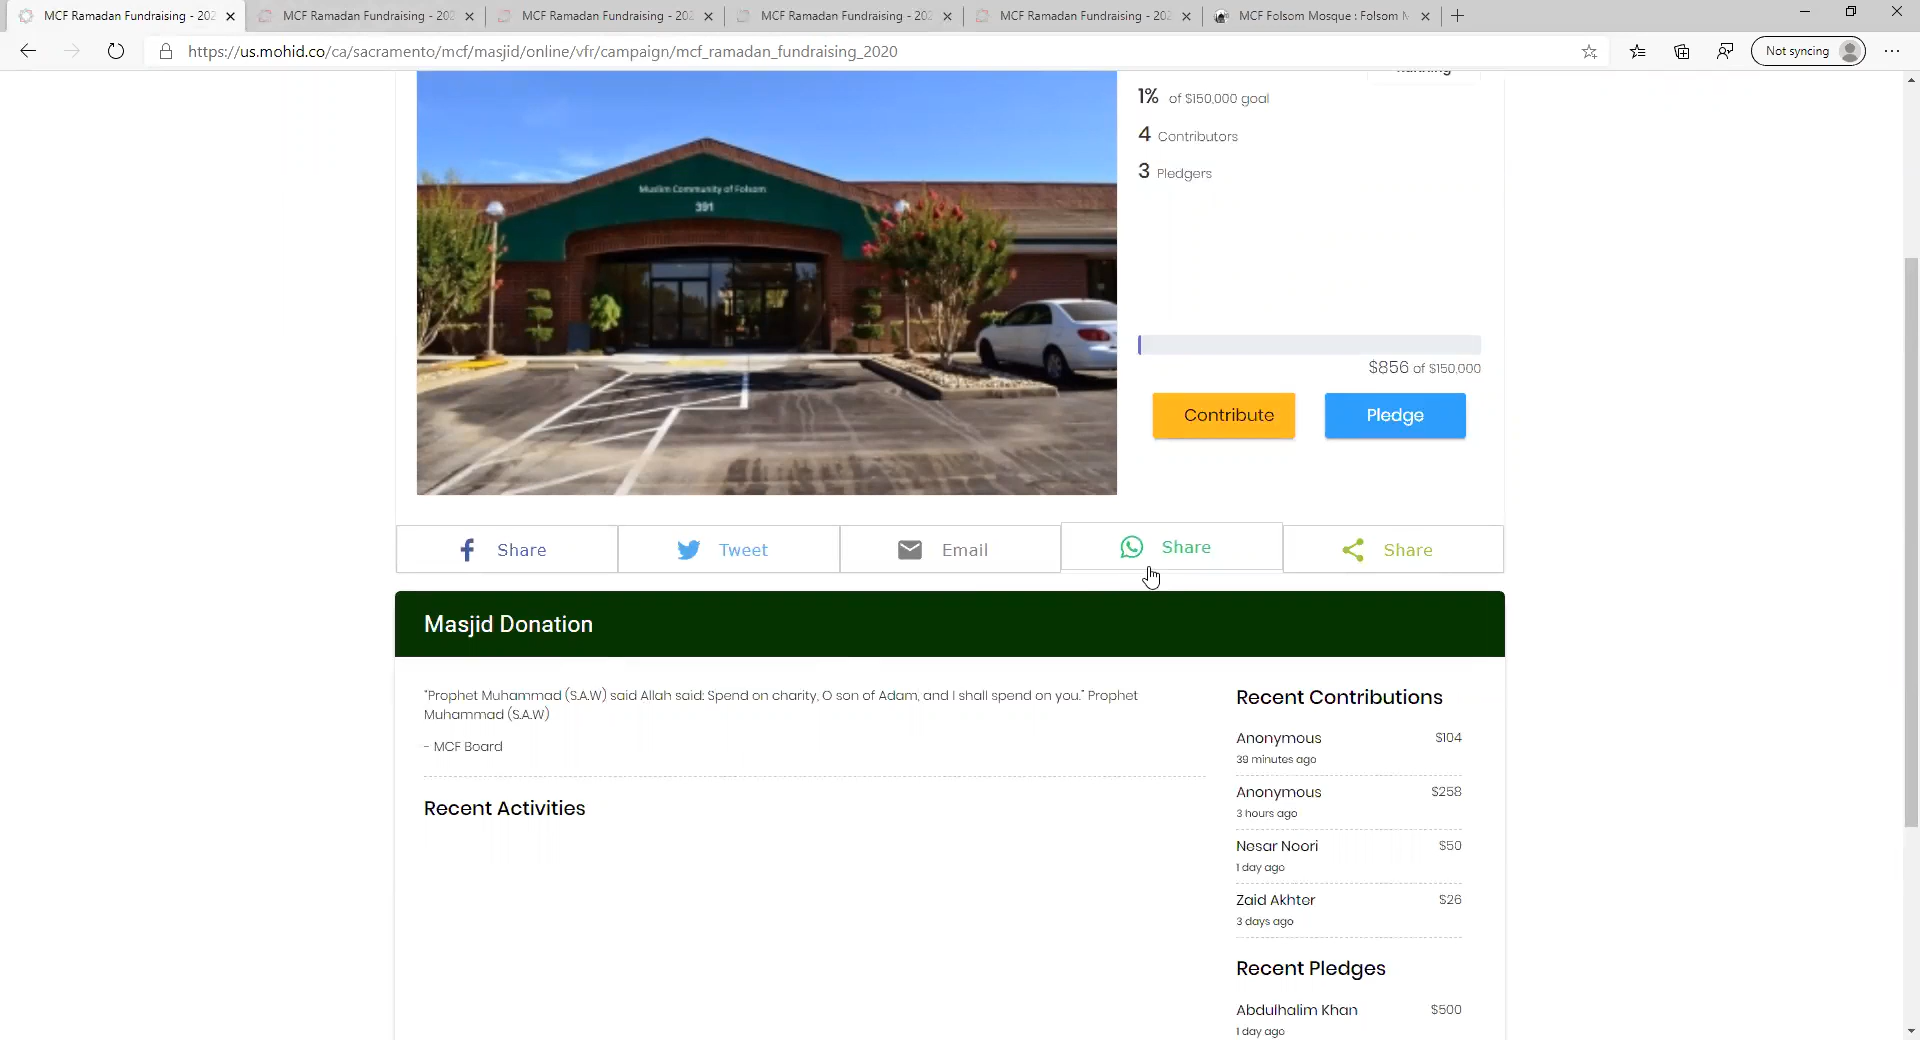 MCF Ramadan Fundraising - 202
MCF Ramadan Fundraising - 202
MCF Ramadan Fundraising - 202
MCF Ramadan Fundraising - 202
MCF Ramadan Fundraising - 202
MCF Folsom Mosque : Folsom M
https://us.mohid.co/ca/sacramento/mcf/masjid/online/vfr/campaign/mcf_ramadan_fundraising_2020
Not syncing
Muslim Community of Folsom
391
1% of $150,000 goal
4 Contributors
3 Pledgers
$856 of $150,000
Contribute
Pledge
Share
Tweet
Email
Share
Share
Masjid Donation
"Prophet Muhammad (S.A.W) said Allah said: Spend on charity, O son of Adam, and I shall spend on you." Prophet
Muhammad (S.A.W)
- MCF Board
Recent Activities
Recent Contributions
Anonymous $104
39 minutes ago
Anonymous $258
3 hours ago
Nesar Noori $50
1 day ago
Zaid Akhter $26
3 days ago
Recent Pledges
Abdulhalim Khan $500
1 day ago